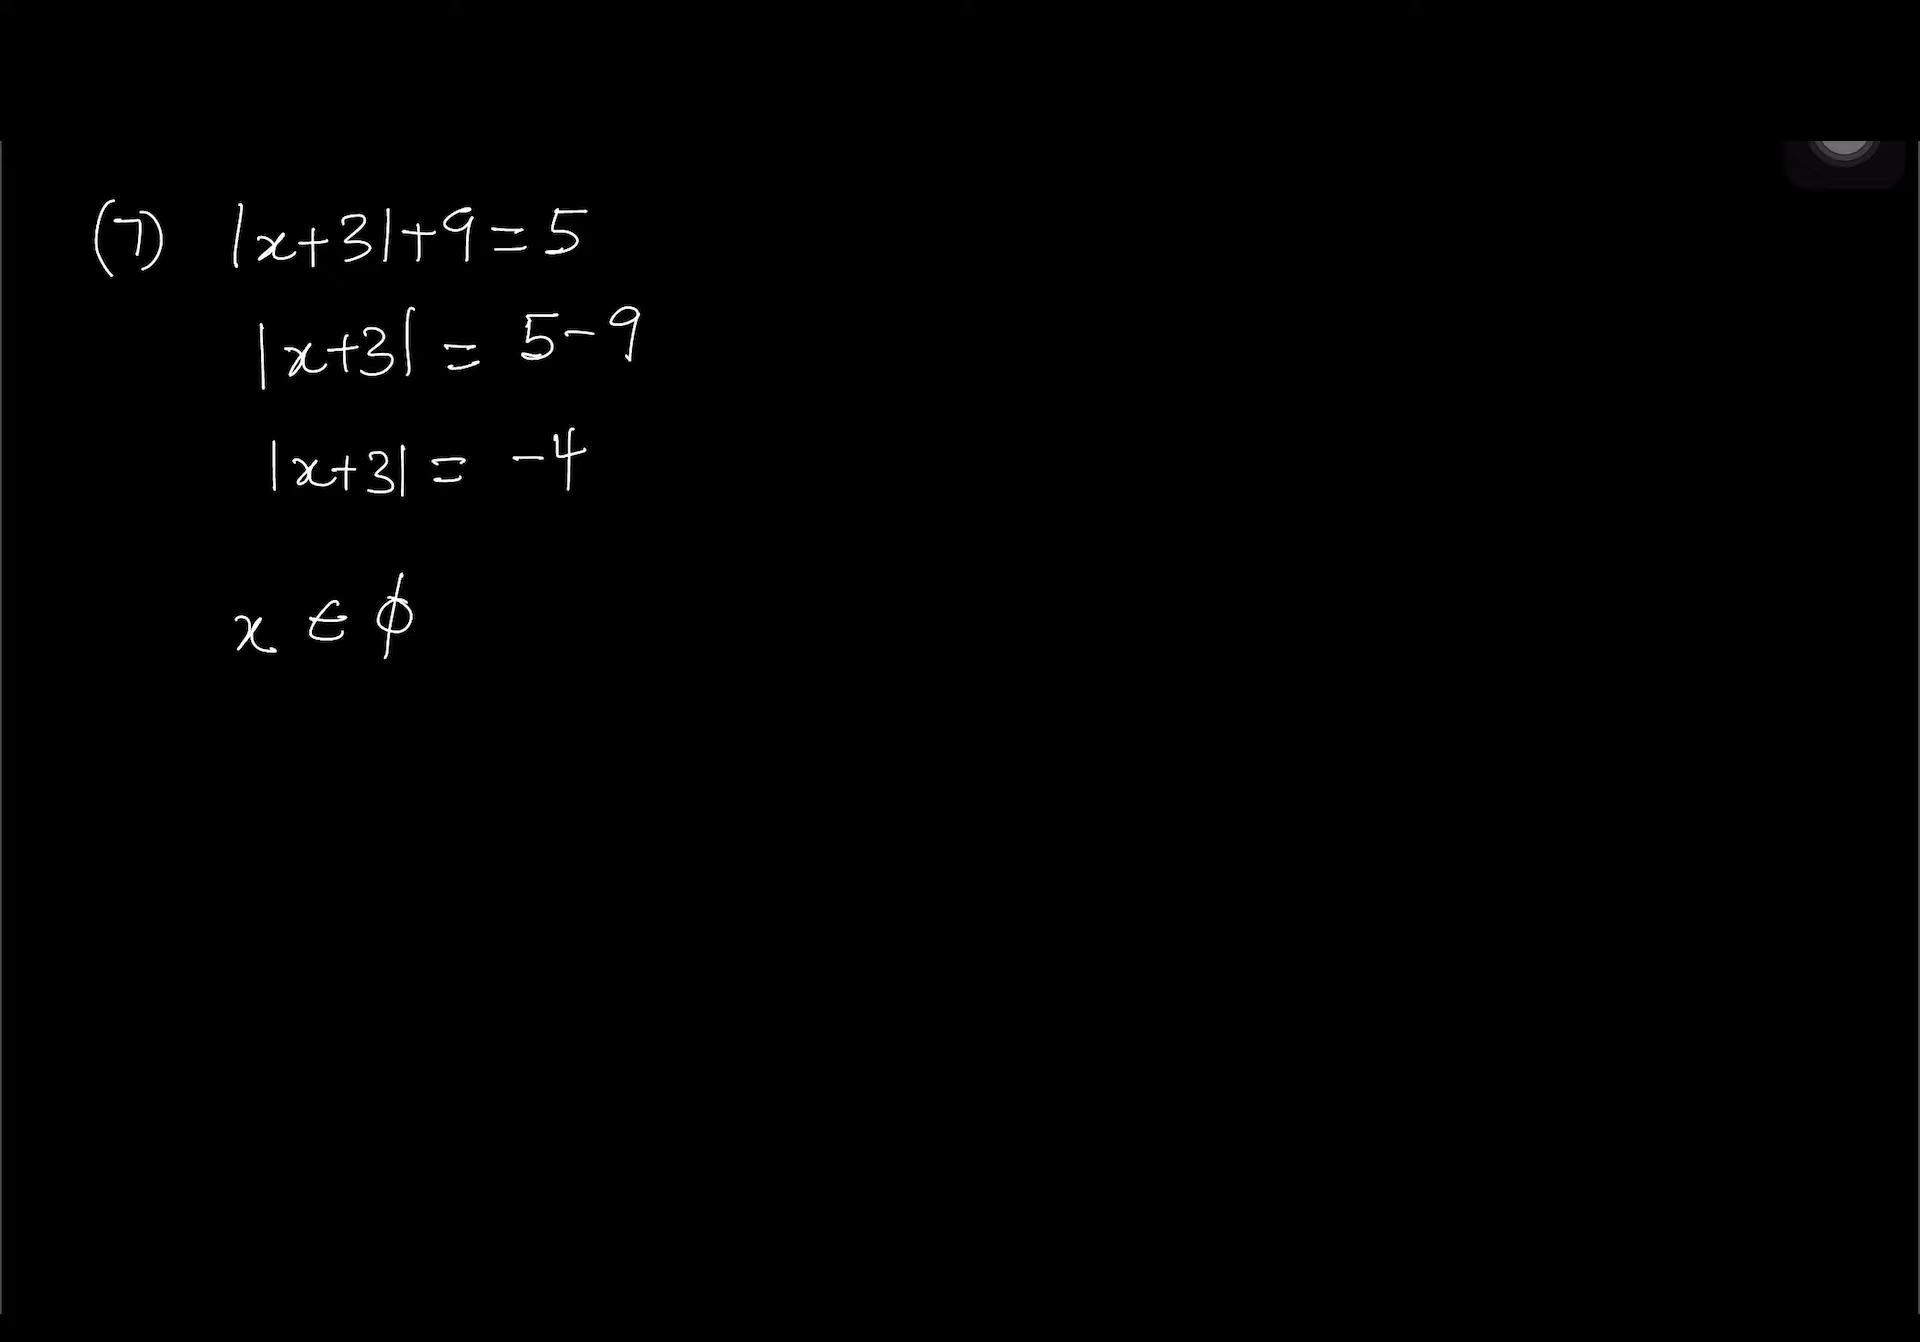 (7) |x+3|+9=5
|x+3| = 5-9
|x+3| = -4
x ∈ ϕ